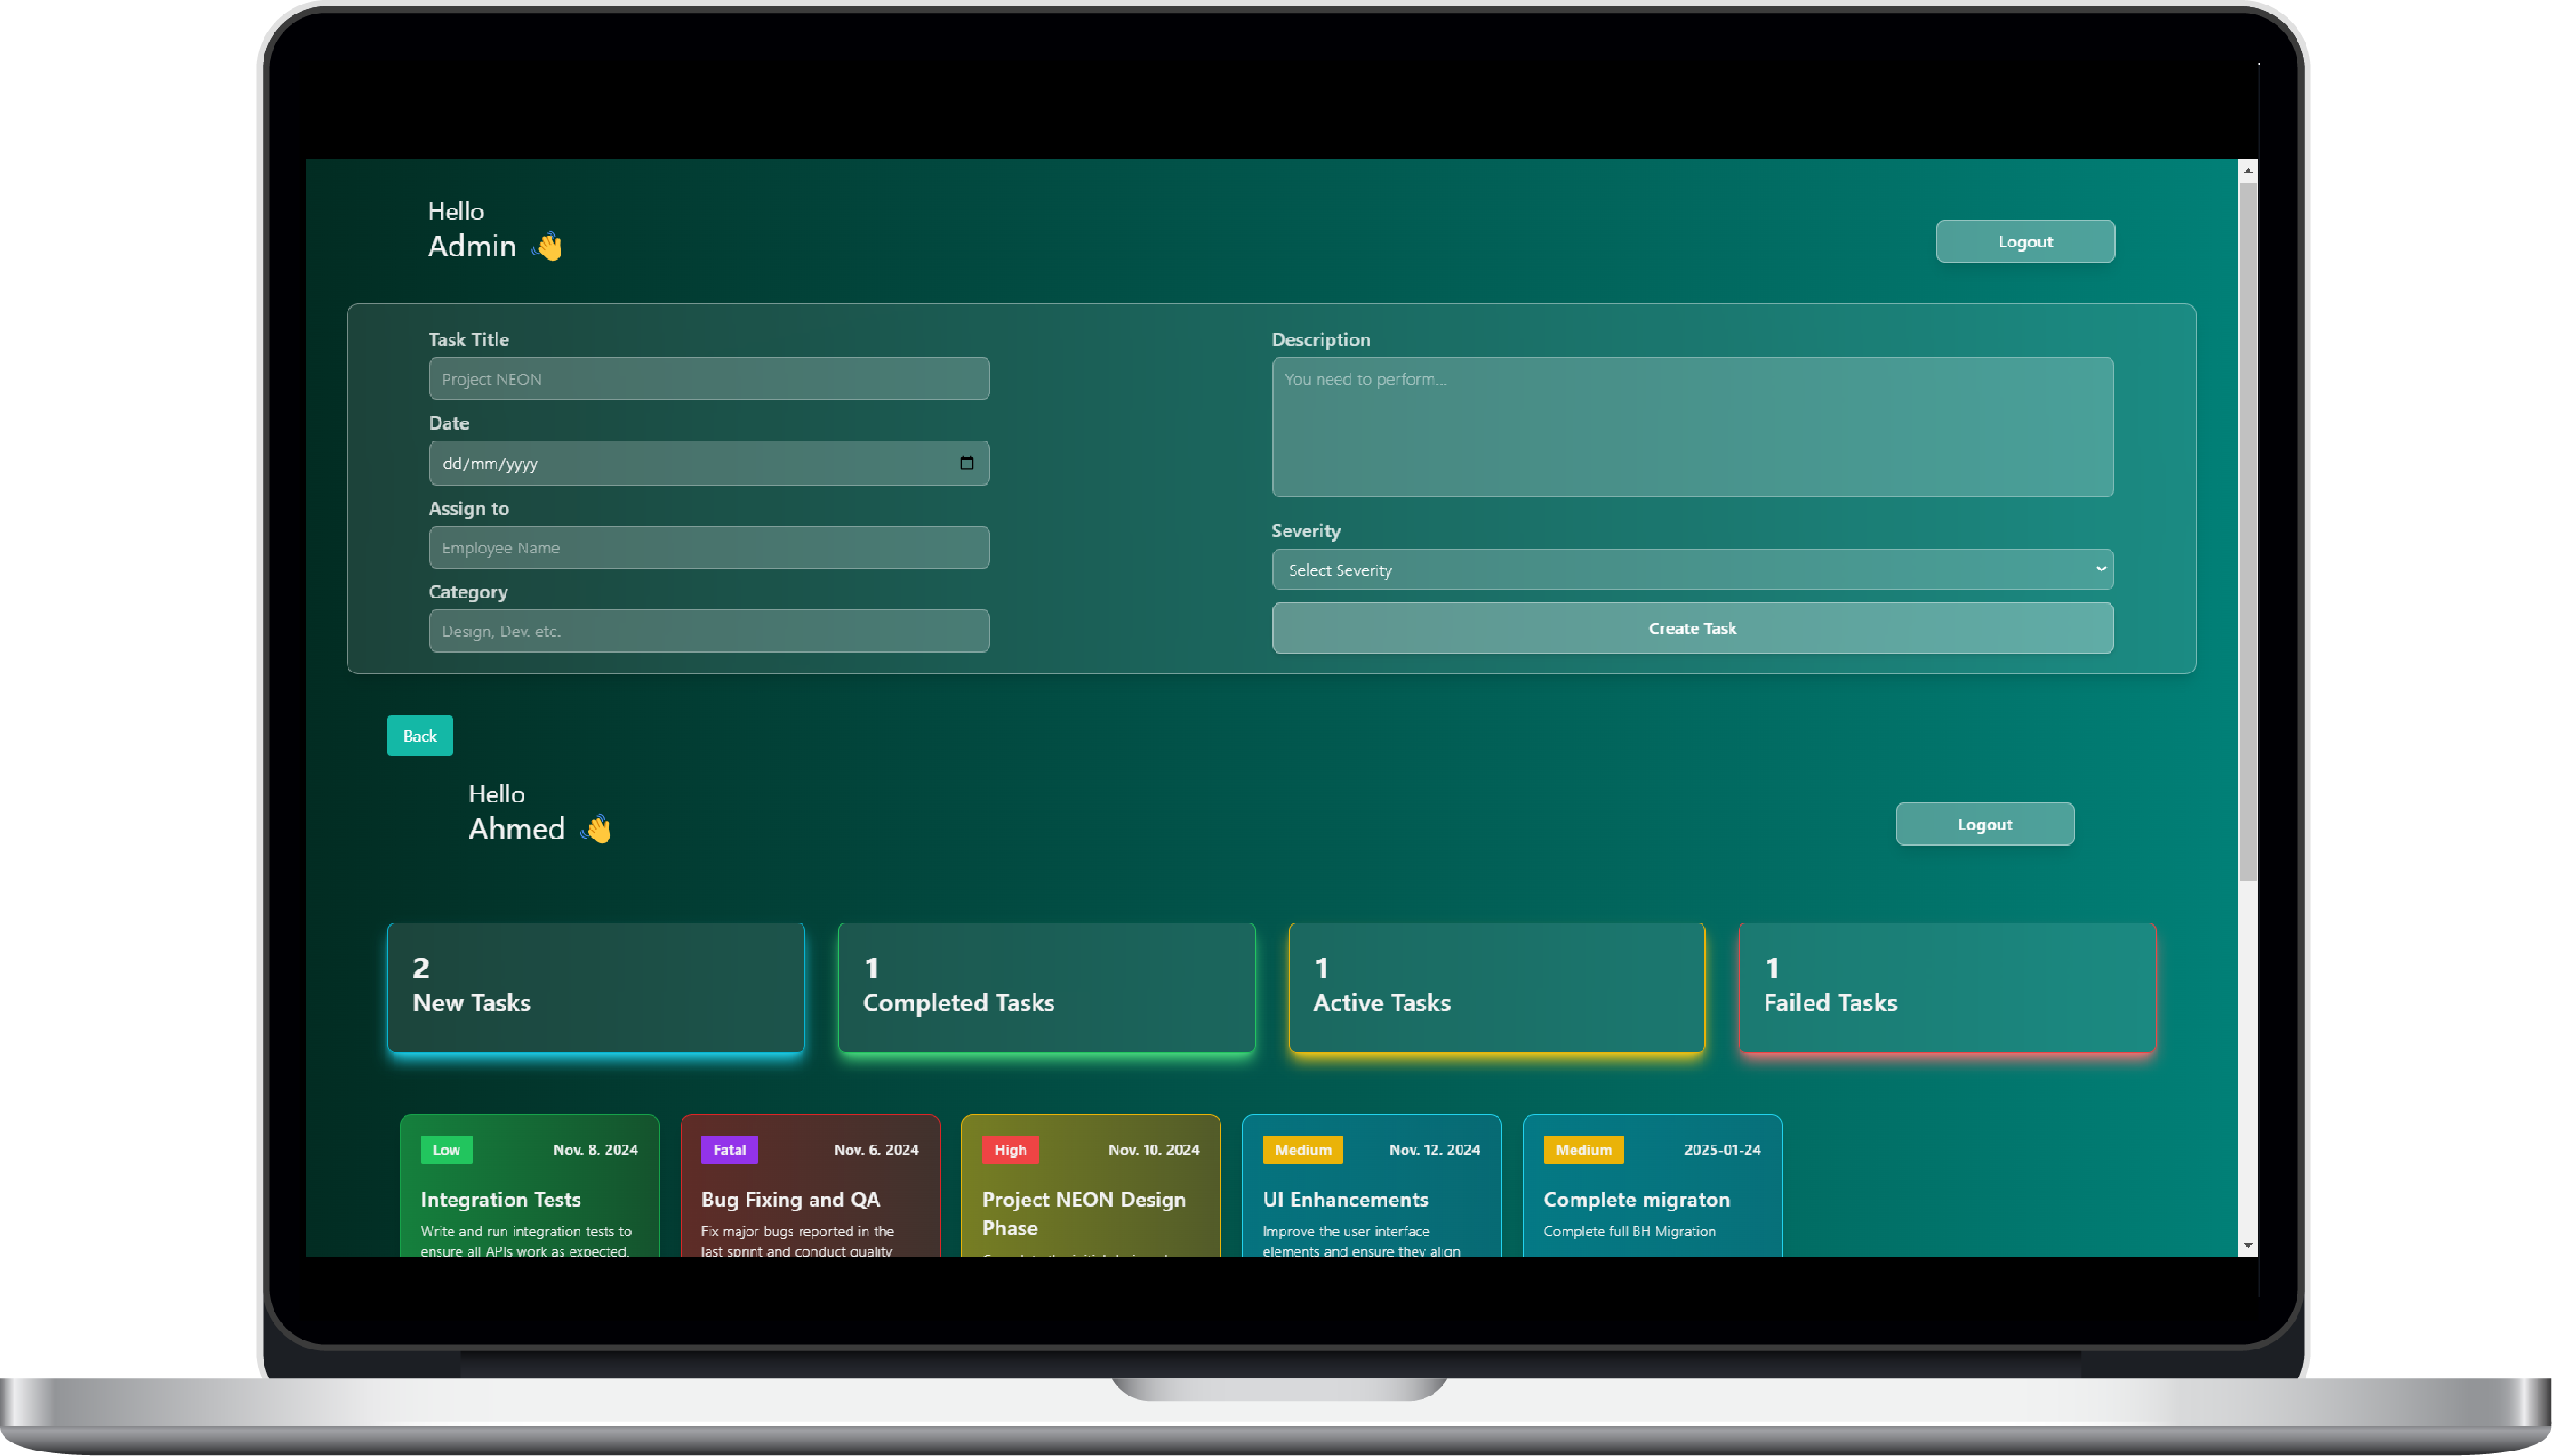 Hello
Admin 👋
Logout
Task Title
Project NEON
Date
dd/mm/yyyy
Assign to
Employee Name
Category
Design, Dev. etc.
Description
You need to perform...
Severity
Select Severity
Create Task
Back
Hello
Ahmed 👋
Logout
2
New Tasks
1
Completed Tasks
1
Active Tasks
1
Failed Tasks
Low Nov. 8, 2024
Integration Tests
Write and run integration tests to
ensure all APIs work as expected.
Fatal Nov. 6, 2024
Bug Fixing and QA
Fix major bugs reported in the
last sprint and conduct quality
High Nov. 10, 2024
Project NEON Design
Phase
Medium Nov. 12, 2024
UI Enhancements
Improve the user interface
elements and ensure they align
Medium 2025-01-24
Complete migraton
Complete full BH Migration